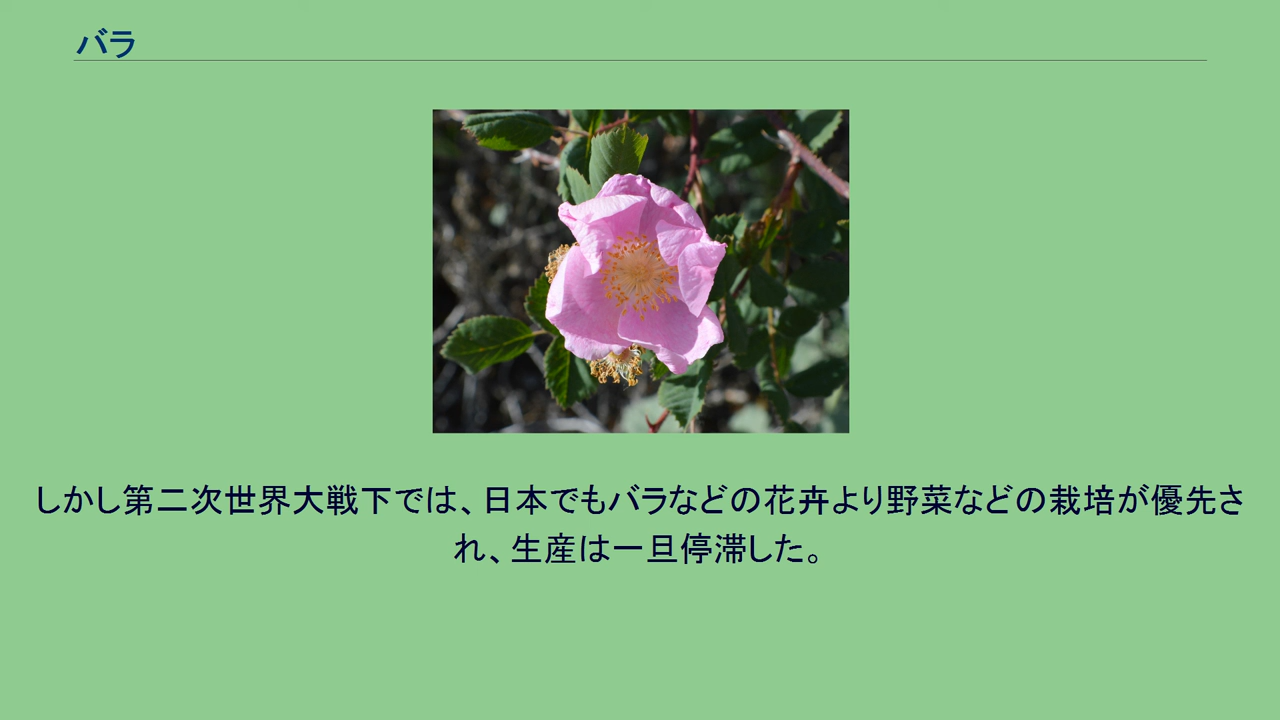 バラ
しかし第二次世界大戦下では、日本でもバラなどの花卉より野菜などの栽培が優先さ
れ、生産は一旦停滞した。